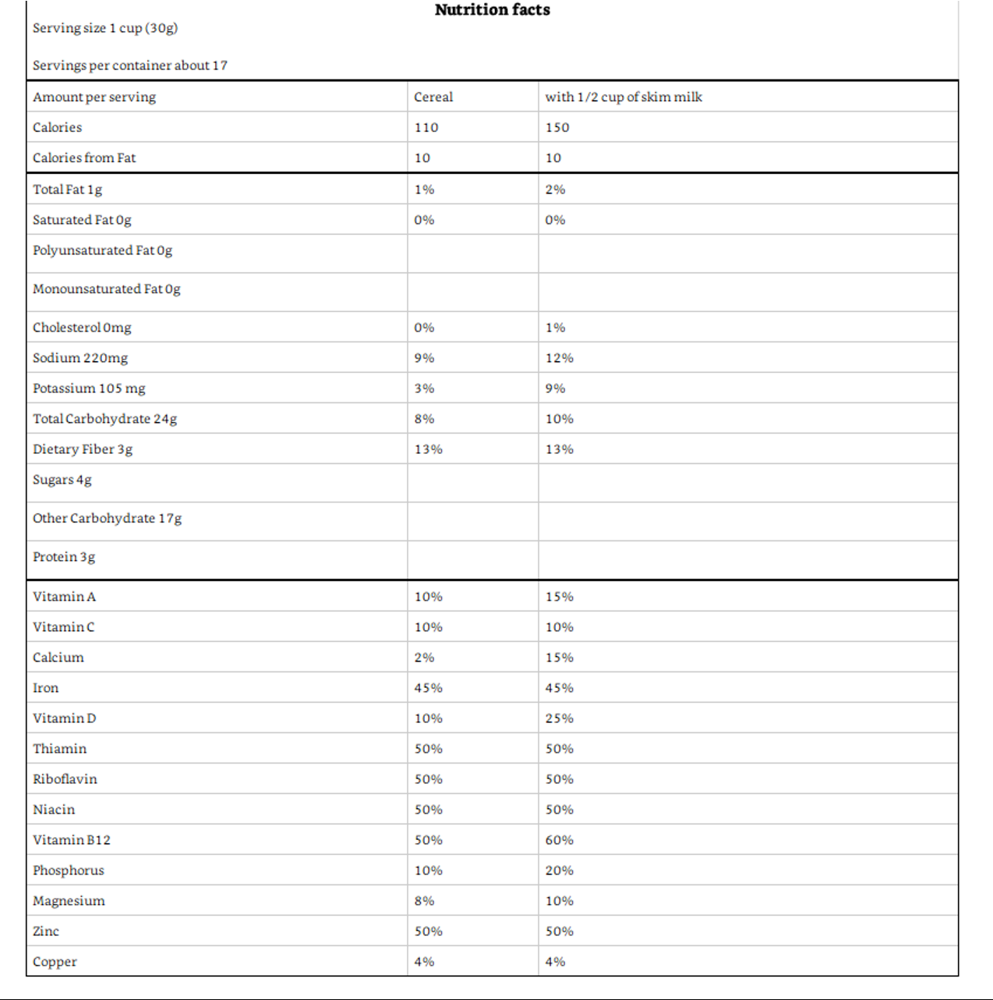 Nutrition facts
Serving size 1 cup (30g)
Servings per container about 17
Amount per serving Cereal with 1/2 cup of skim milk
Calories 110 150
Calories from Fat 10 10
Total Fat 1g 1% 2%
Saturated Fat 0g 0% 0%
Polyunsaturated Fat 0g
Monounsaturated Fat 0g
Cholesterol 0mg 0% 1%
Sodium 220mg 9% 12%
Potassium 105 mg 3% 9%
Total Carbohydrate 24g 8% 10%
Dietary Fiber 3g 13% 13%
Sugars 4g
Other Carbohydrate 17g
Protein 3g
Vitamin A 10% 15%
Vitamin C 10% 10%
Calcium 2% 15%
Iron 45% 45%
Vitamin D 10% 25%
Thiamin 50% 50%
Riboflavin 50% 50%
Niacin 50% 50%
Vitamin B12 50% 60%
Phosphorus 10% 20%
Magnesium 8% 10%
Zinc 50% 50%
Copper 4% 4%